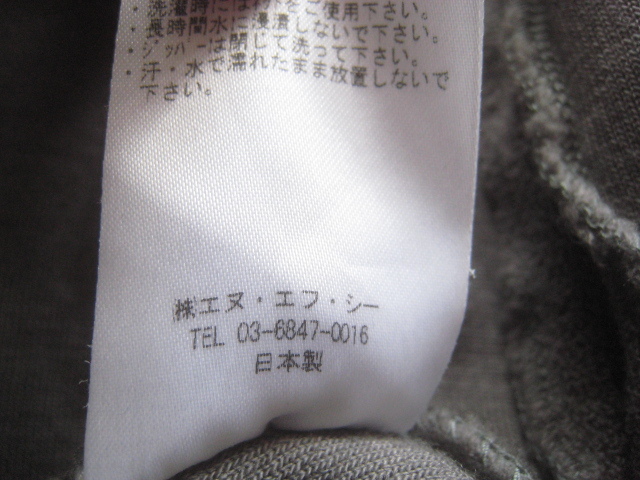 ・洗濯時には をご使用下さい。
・長時間水に浸漬しないで下さい。
・ジッパーは閉じて洗って下さい。
・汗・水で濡れたまま放置しないで
下さい。
㈱エヌ・エフ・シー
TEL 03-6847-0016
日本製